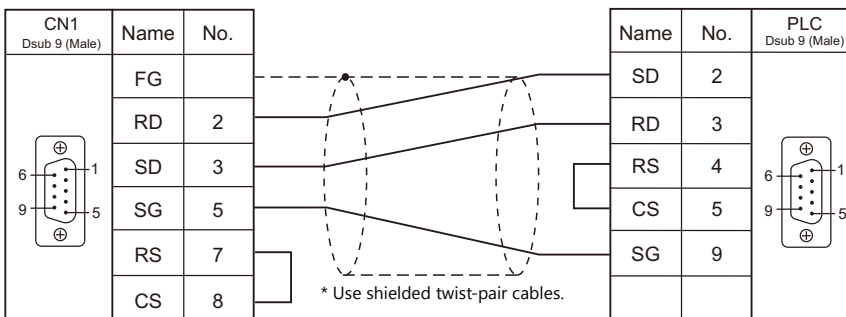 CN1
Dsub 9 (Male)
Name No.
FG
RD 2
SD 3
SG 5
RS 7
CS 8
6 1
9 5
* Use shielded twist-pair cables.
Name No.
PLC
Dsub 9 (Male)
SD 2
RD 3
RS 4
CS 5
SG 9
6 1
9 5